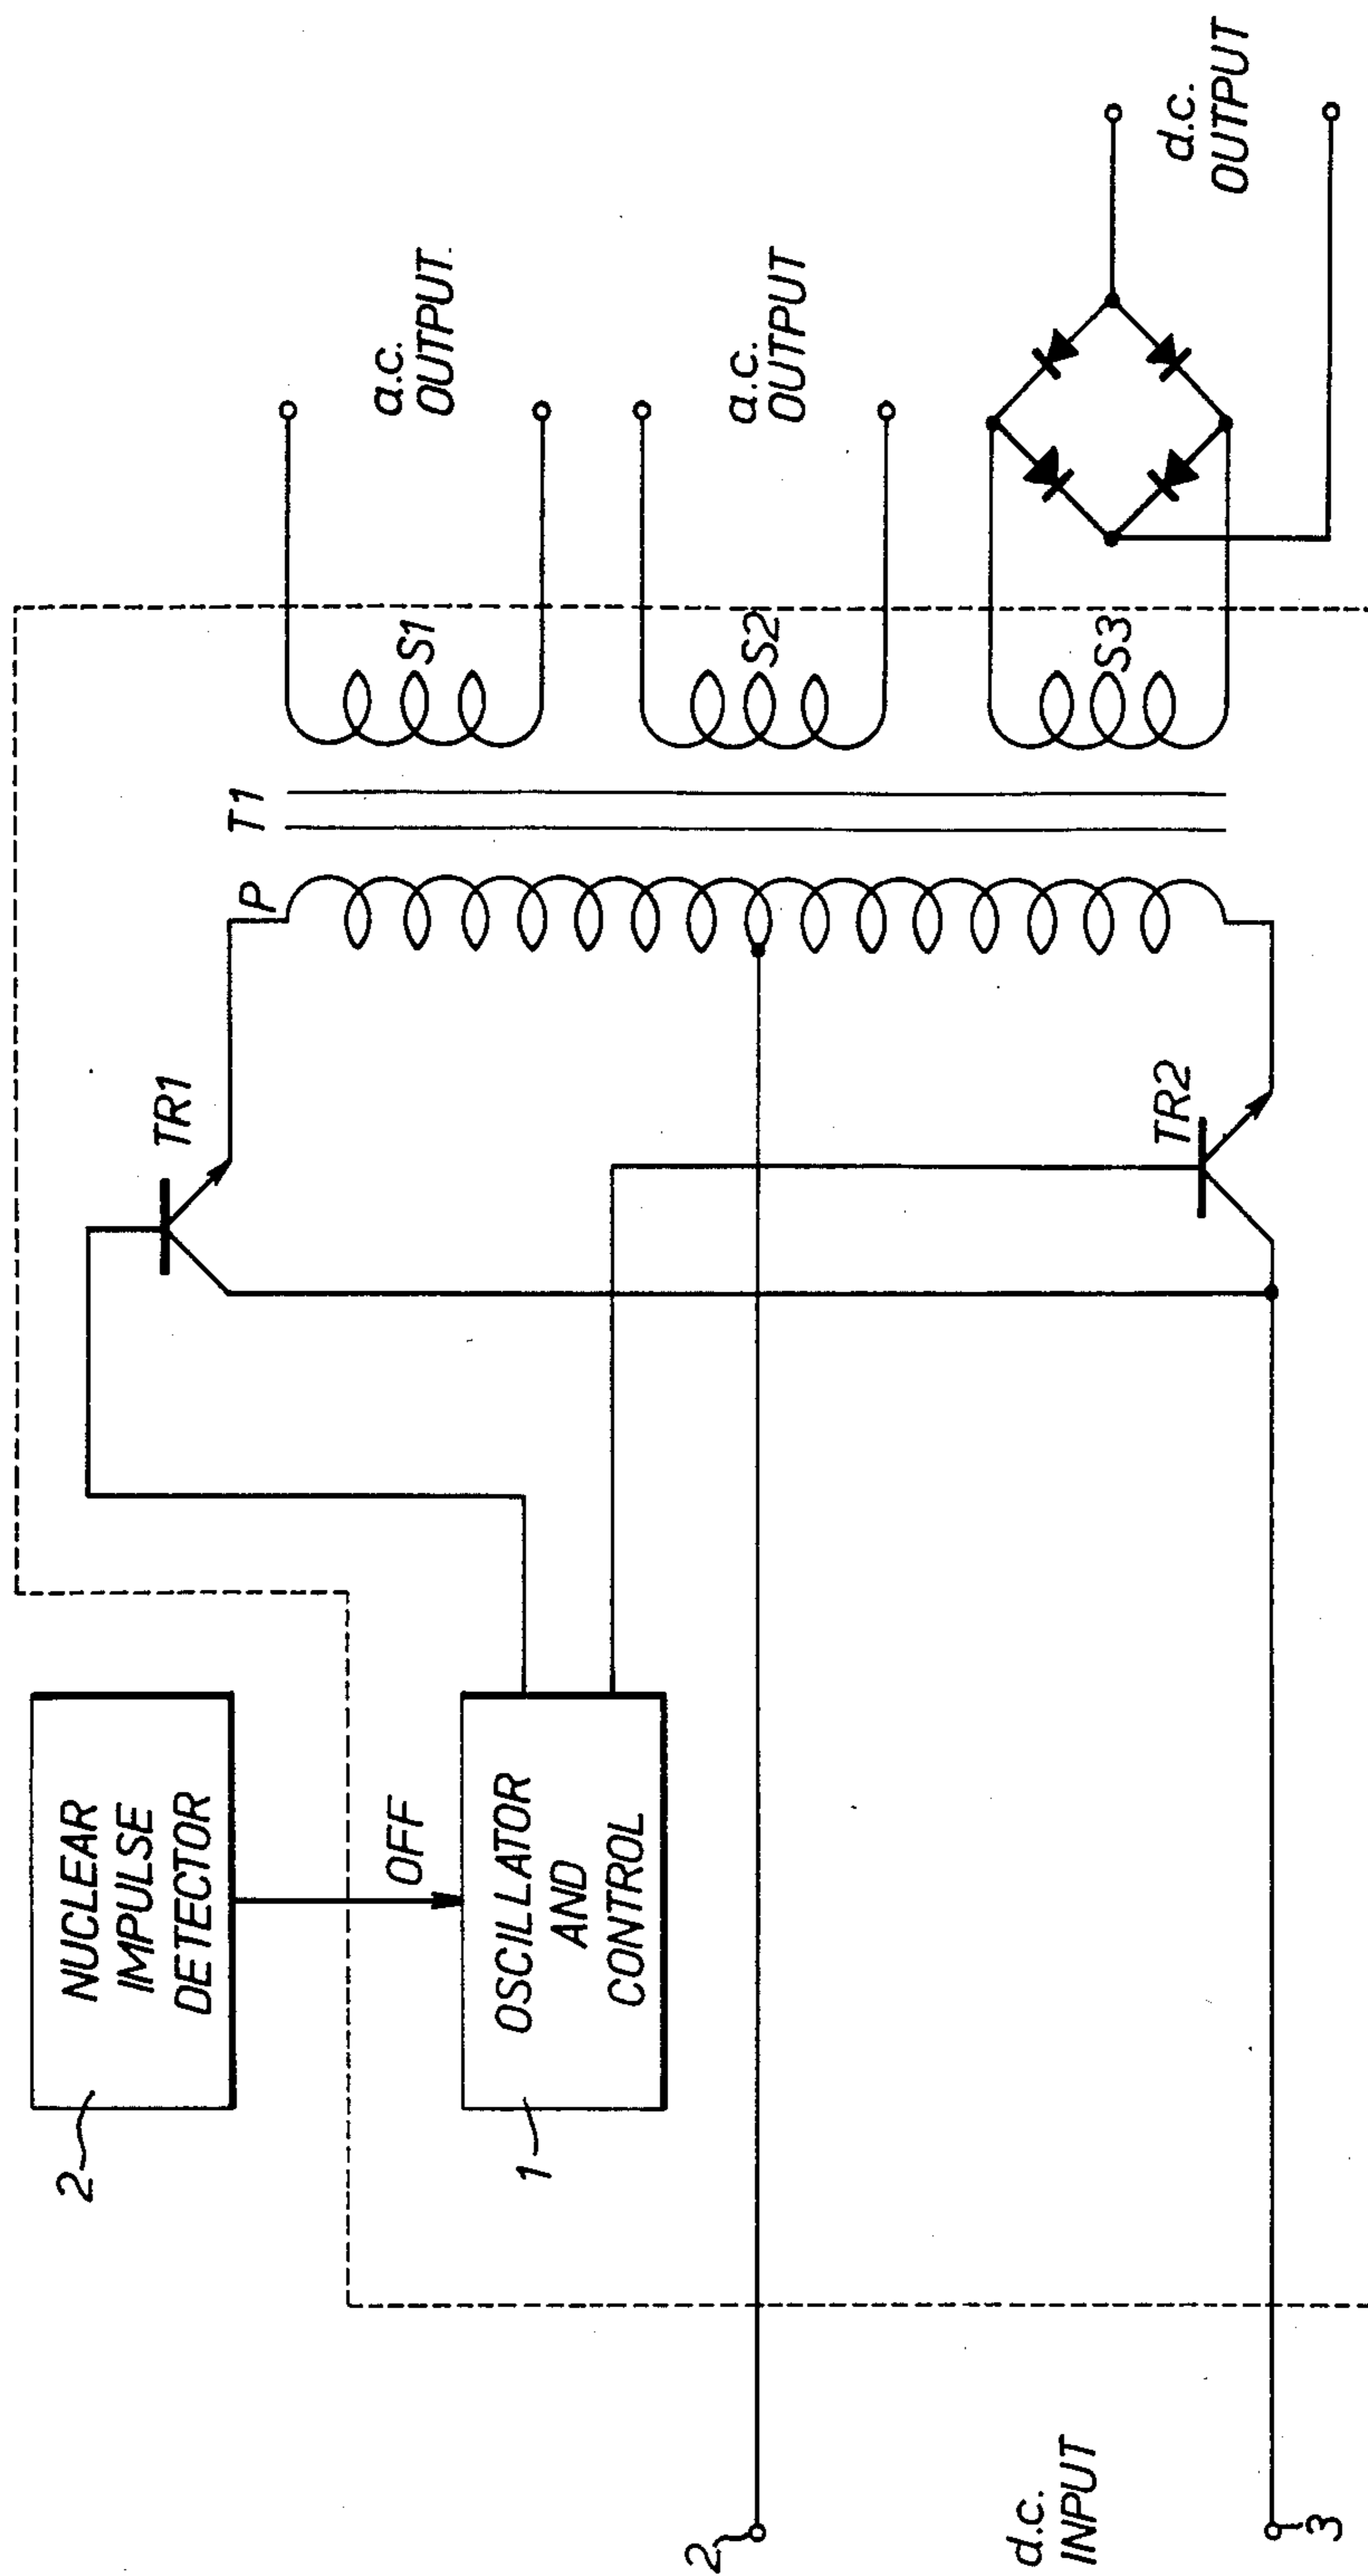 2
NUCLEAR
IMPULSE
DETECTOR
OFF
1
OSCILLATOR
AND
CONTROL
2
d.c.
INPUT
3
TR1
TR2
P
T1
S1
S2
S3
a.c.
OUTPUT.
a.c.
OUTPUT
d.c.
OUTPUT